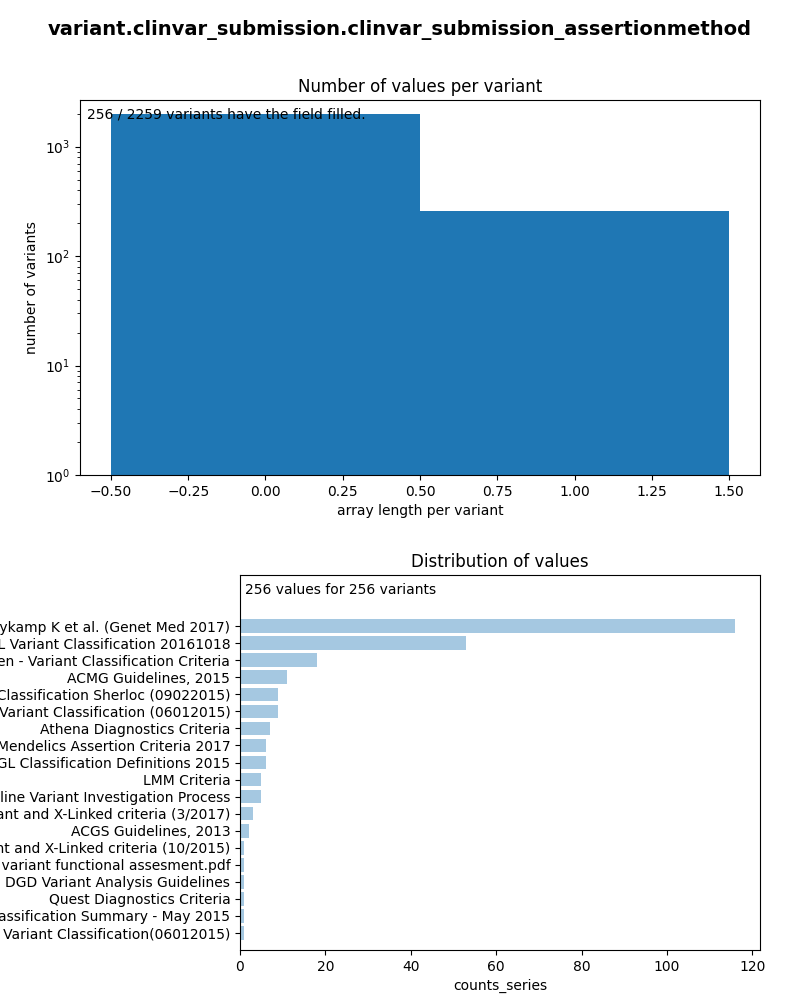 variant.clinvar_submission.clinvar_submission_assertionmethod
Number of values per variant
256 / 2259 variants have the field filled.
10³
10²
10¹
10⁰
number of variants
−0.50 −0.25 0.00 0.25 0.50 0.75 1.00 1.25 1.50
array length per variant
Distribution of values
256 values for 256 variants
ykamp K et al. (Genet Med 2017)
L Variant Classification 20161018
en - Variant Classification Criteria
ACMG Guidelines, 2015
Classification Sherloc (09022015)
Variant Classification (06012015)
Athena Diagnostics Criteria
Mendelics Assertion Criteria 2017
GL Classification Definitions 2015
LMM Criteria
line Variant Investigation Process
ant and X-Linked criteria (3/2017)
ACGS Guidelines, 2013
nt and X-Linked criteria (10/2015)
variant functional assesment.pdf
DGD Variant Analysis Guidelines
Quest Diagnostics Criteria
assification Summary - May 2015
Variant Classification(06012015)
0 20 40 60 80 100 120
counts_series